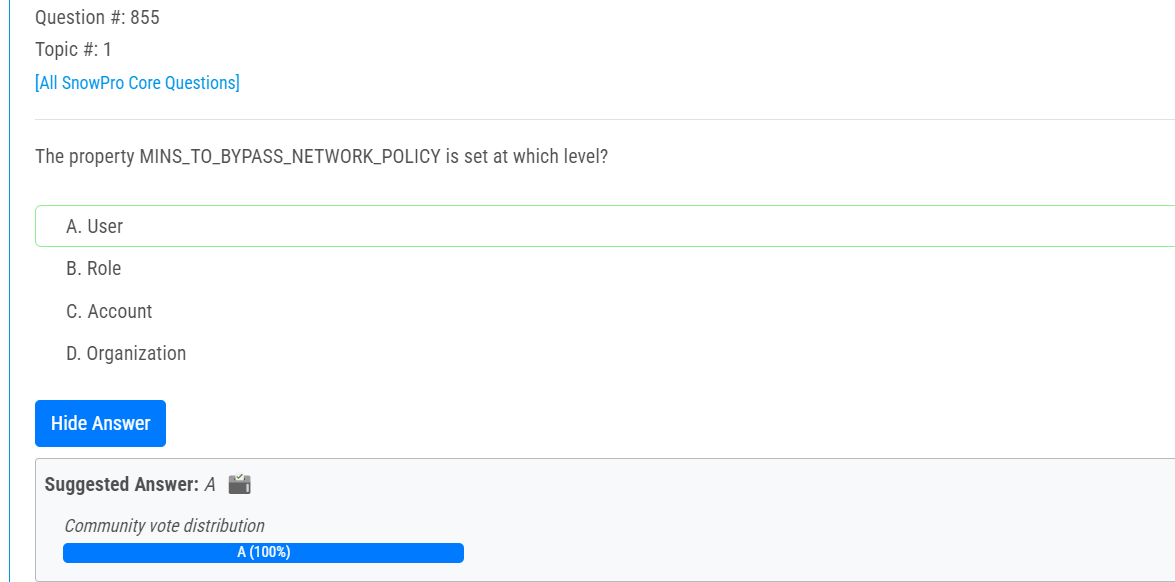 Question #: 855
Topic #: 1
[All SnowPro Core Questions]
The property MINS_TO_BYPASS_NETWORK_POLICY is set at which level?
A. User
B. Role
C. Account
D. Organization
Hide Answer
Suggested Answer: A
Community vote distribution
A (100%)